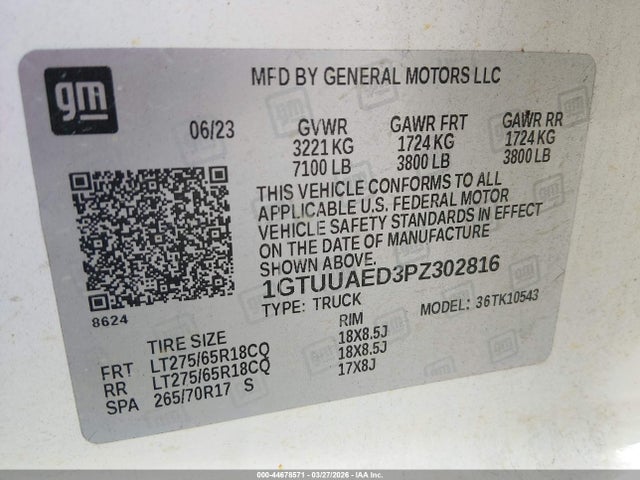 gm
MFD BY GENERAL MOTORS LLC
06/23 GVWR GAWR FRT GAWR RR
3221 KG 1724 KG 1724 KG
7100 LB 3800 LB 3800 LB
THIS VEHICLE CONFORMS TO ALL
APPLICABLE U.S. FEDERAL MOTOR
VEHICLE SAFETY STANDARDS IN EFFECT
ON THE DATE OF MANUFACTURE
SHOWN ABOVE.
1GTUUAED3PZ302816
TYPE: TRUCK MODEL: 36TK10543
8624
TIRE SIZE RIM
FRT LT275/65R18CQ 18X8.5J
RR LT275/65R18CQ 18X8.5J
SPA 265/70R17 S 17X8J
000-44678571 03/27/2026 - IAAI.COM